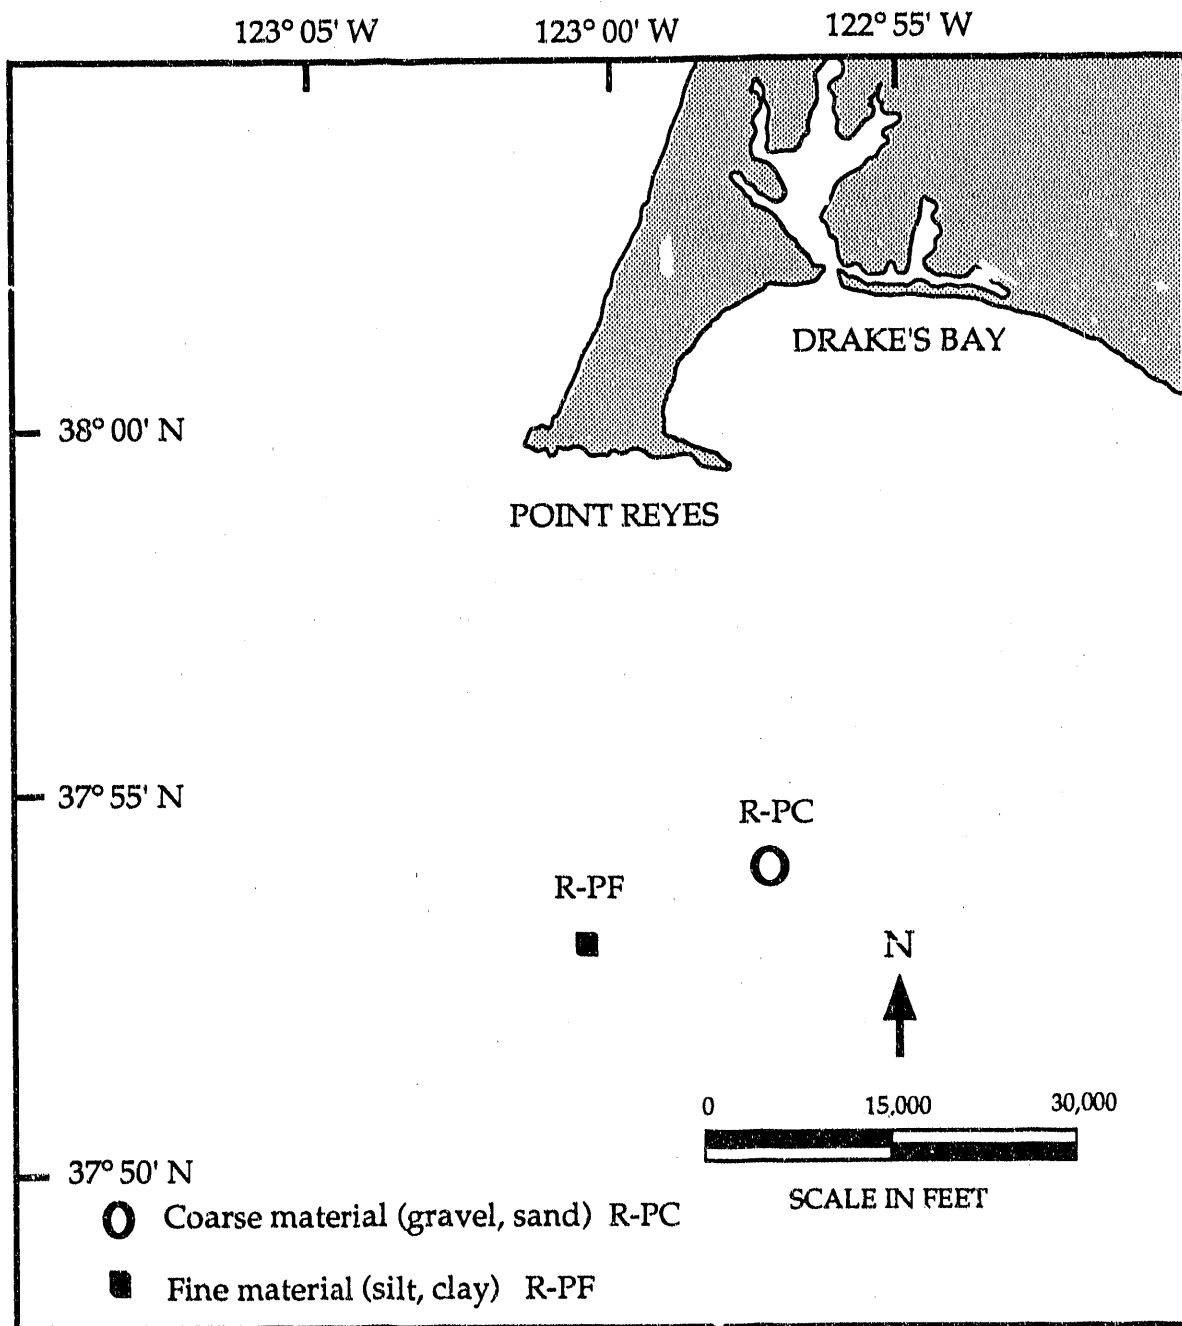 123° 05' W 123° 00' W 122° 55' W
DRAKE'S BAY
38° 00' N
POINT REYES
37° 55' N
R-PC
R-PF
N
0 15,000 30,000
37° 50' N
SCALE IN FEET
Coarse material (gravel, sand) R-PC
Fine material (silt, clay) R-PF